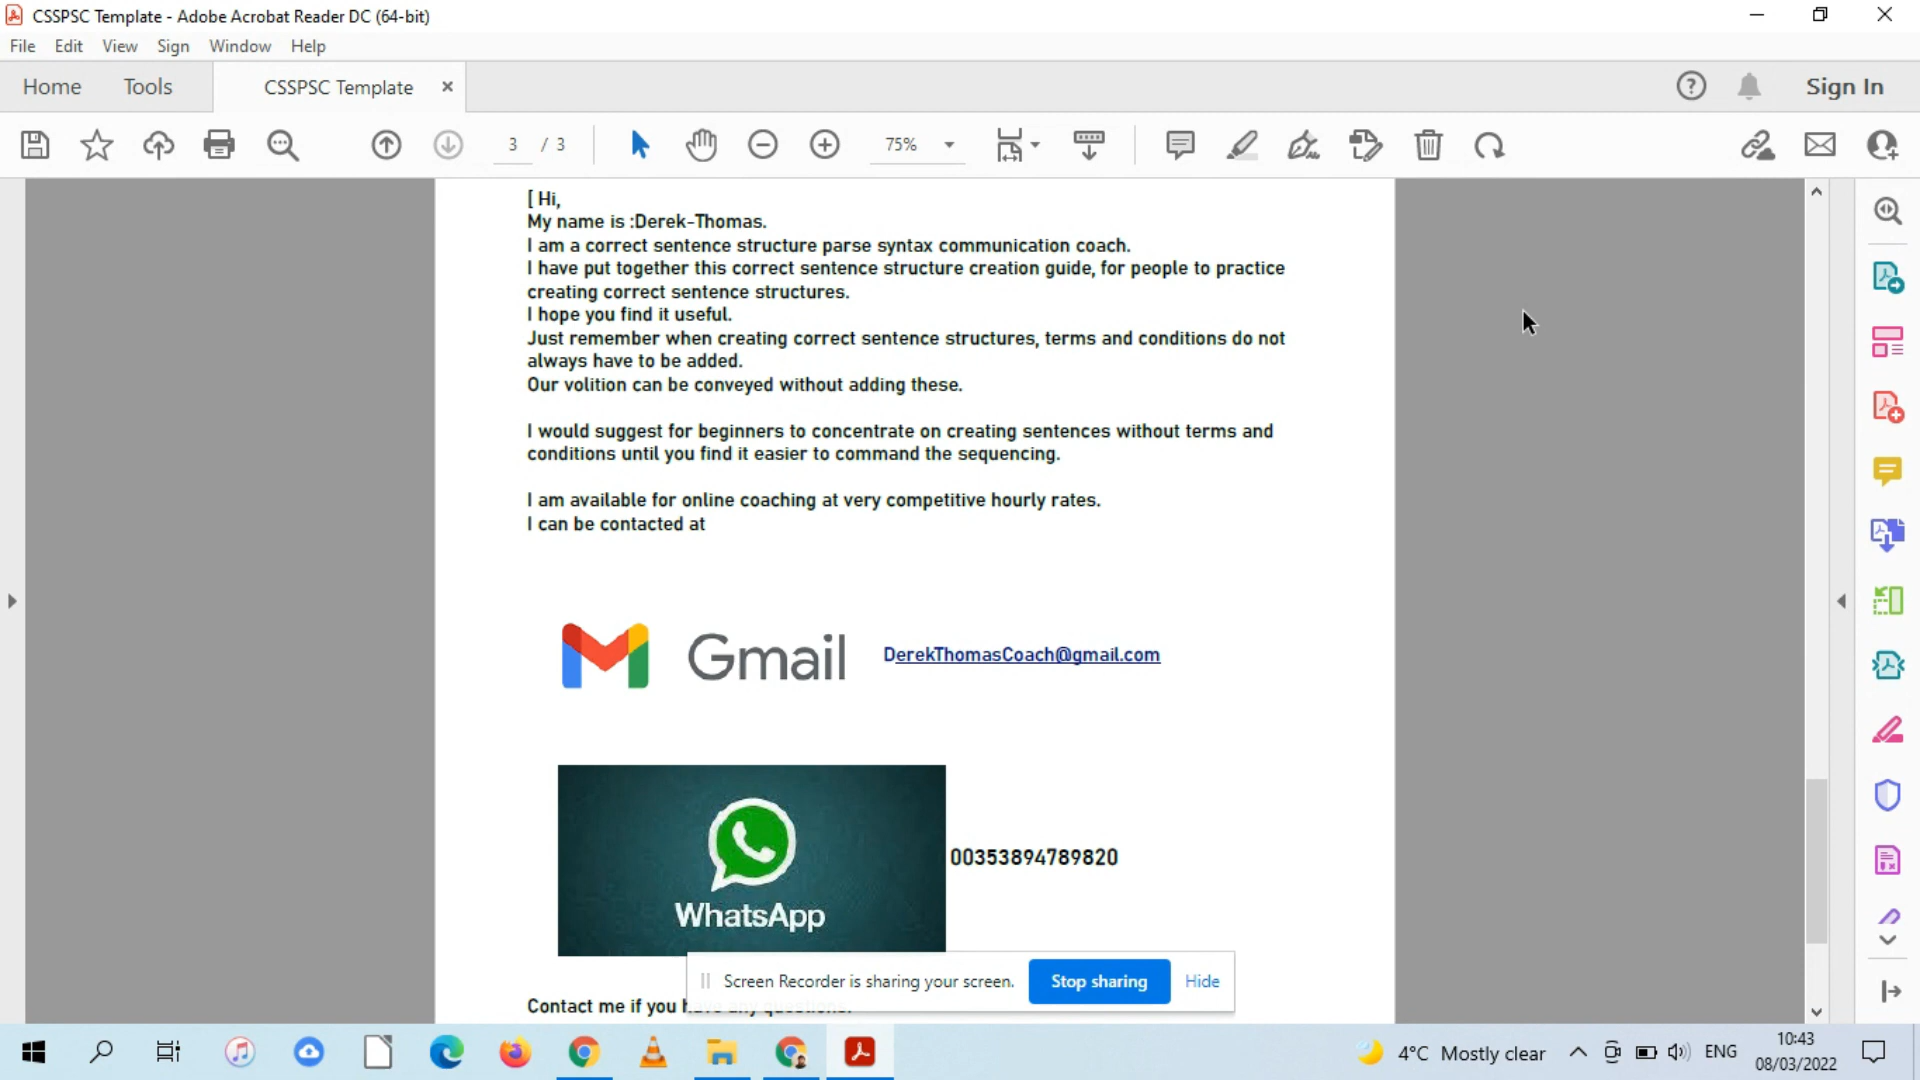 CSSPSC Template - Adobe Acrobat Reader DC (64-bit)
File Edit View Sign Window Help
Home Tools CSSPSC Template Sign In
3 / 3 75%
[ Hi,
My name is :Derek-Thomas.
I am a correct sentence structure parse syntax communication coach.
I have put together this correct sentence structure creation guide, for people to practice
creating correct sentence structures.
I hope you find it useful.
Just remember when creating correct sentence structures, terms and conditions do not
always have to be added.
Our volition can be conveyed without adding these.
I would suggest for beginners to concentrate on creating sentences without terms and
conditions until you find it easier to command the sequencing.
I am available for online coaching at very competitive hourly rates.
I can be contacted at
Gmail DerekThomasCoach@gmail.com
00353894789820
WhatsApp
Screen Recorder is sharing your screen. Stop sharing Hide
Contact me if you have any questions.
4°C Mostly clear ENG
10:43
08/03/2022